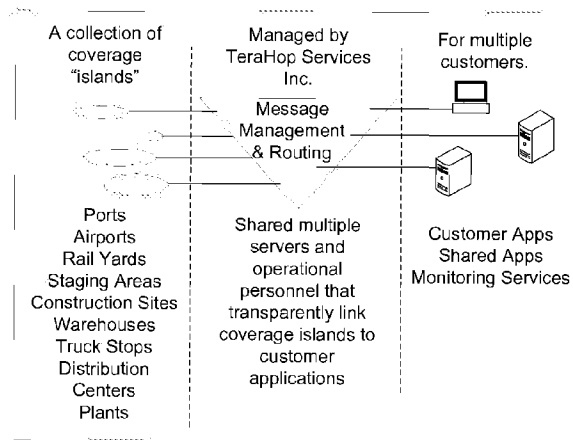 A collection of
coverage
“islands”
Ports
Airports
Rail Yards
Staging Areas
Construction Sites
Warehouses
Truck Stops
Distribution
Centers
Plants
Managed by
TeraHop Services
Inc.
Message
Management
& Routing
Shared multiple
servers and
operational
personnel that
transparently link
coverage islands to
customer
applications
For multiple
customers.
Customer Apps
Shared Apps
Monitoring Services